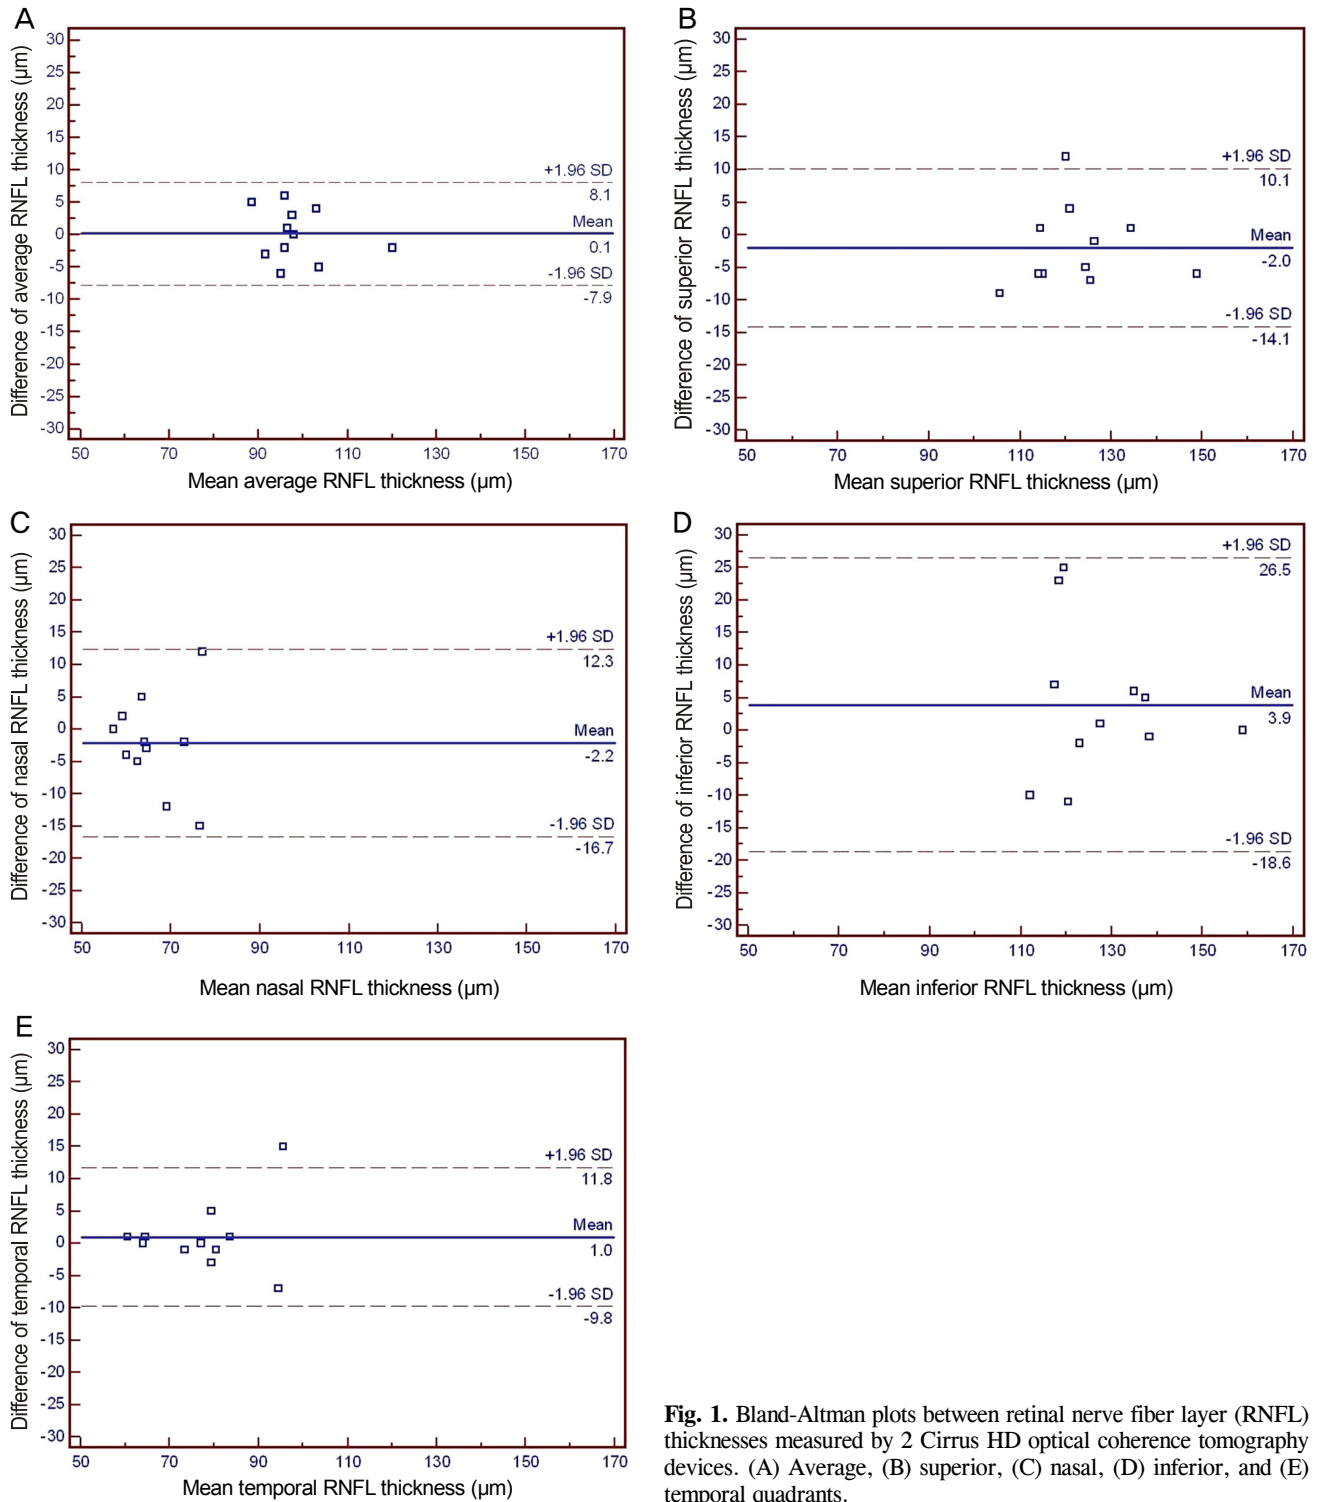 A
Difference of average RNFL thickness (µm)
30
25
20
15
10
5
0
-5
-10
-15
-20
-25
-30
+1.96 SD
8.1
Mean
0.1
-1.96 SD
-7.9
50 70 90 110 130 150 170
Mean average RNFL thickness (µm)
B
Difference of superior RNFL thickness (µm)
30
25
20
15
10
5
0
-5
-10
-15
-20
-25
-30
+1.96 SD
10.1
Mean
-2.0
-1.96 SD
-14.1
50 70 90 110 130 150 170
Mean superior RNFL thickness (µm)
C
Difference of nasal RNFL thickness (µm)
30
25
20
15
10
5
0
-5
-10
-15
-20
-25
-30
+1.96 SD
12.3
Mean
-2.2
-1.96 SD
-16.7
50 70 90 110 130 150 170
Mean nasal RNFL thickness (µm)
D
Difference of inferior RNFL thickness (µm)
30
25
20
15
10
5
0
-5
-10
-15
-20
-25
-30
+1.96 SD
26.5
Mean
3.9
-1.96 SD
-18.6
50 70 90 110 130 150 170
Mean inferior RNFL thickness (µm)
E
Difference of temporal RNFL thickness (µm)
30
25
20
15
10
5
0
-5
-10
-15
-20
-25
-30
+1.96 SD
11.8
Mean
1.0
-1.96 SD
-9.8
50 70 90 110 130 150 170
Mean temporal RNFL thickness (µm)
Fig. 1. Bland-Altman plots between retinal nerve fiber layer (RNFL)
thicknesses measured by 2 Cirrus HD optical coherence tomography
devices. (A) Average, (B) superior, (C) nasal, (D) inferior, and (E)
temporal quadrants.